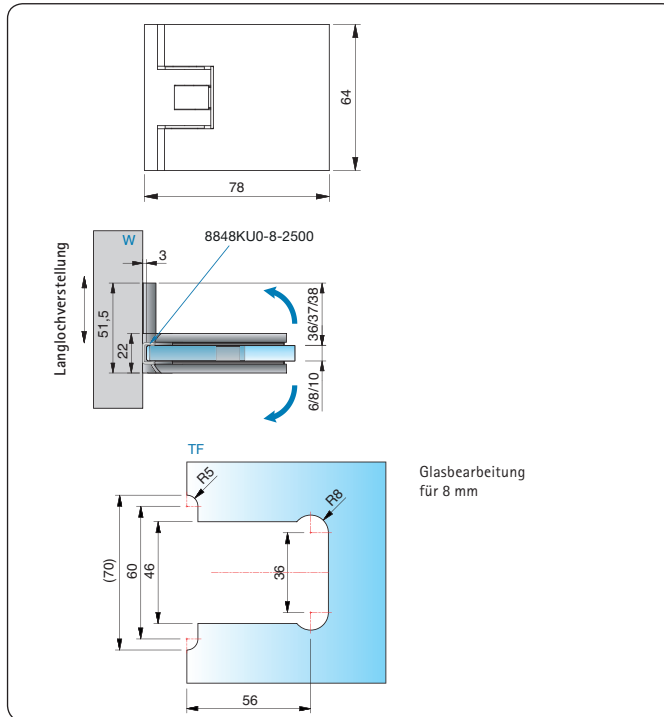 64
78
W
8848KU0-8-2500
3
Langlochverstellung
51,5
22
36/37/38
6/8/10
TF
R5
R8
Glasbearbeitung
für 8 mm
(70)
60
46
36
56